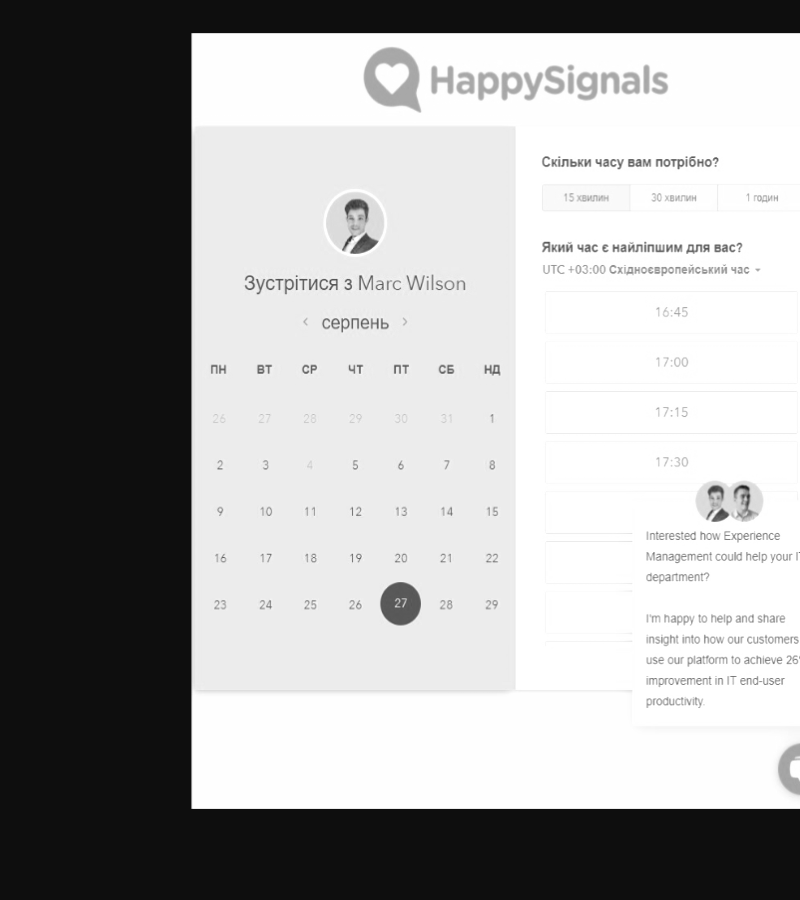 HappySignals
Зустрітися з Marc Wilson
серпень
ПН ВТ СР ЧТ ПТ СБ НД
26 27 28 29 30 31 1
2 3 4 5 6 7 8
9 10 11 12 13 14 15
16 17 18 19 20 21 22
23 24 25 26 27 28 29
Скільки часу вам потрібно?
15 хвилин 30 хвилин 1 годин
Який час є найліпшим для вас?
UTC +03:00 Східноєвропейський час
16:45
17:00
17:15
17:30
Interested how Experience
Management could help your
department?
I'm happy to help and share
insight into how our customers
use our platform to achieve
improvement in IT end-user
productivity.